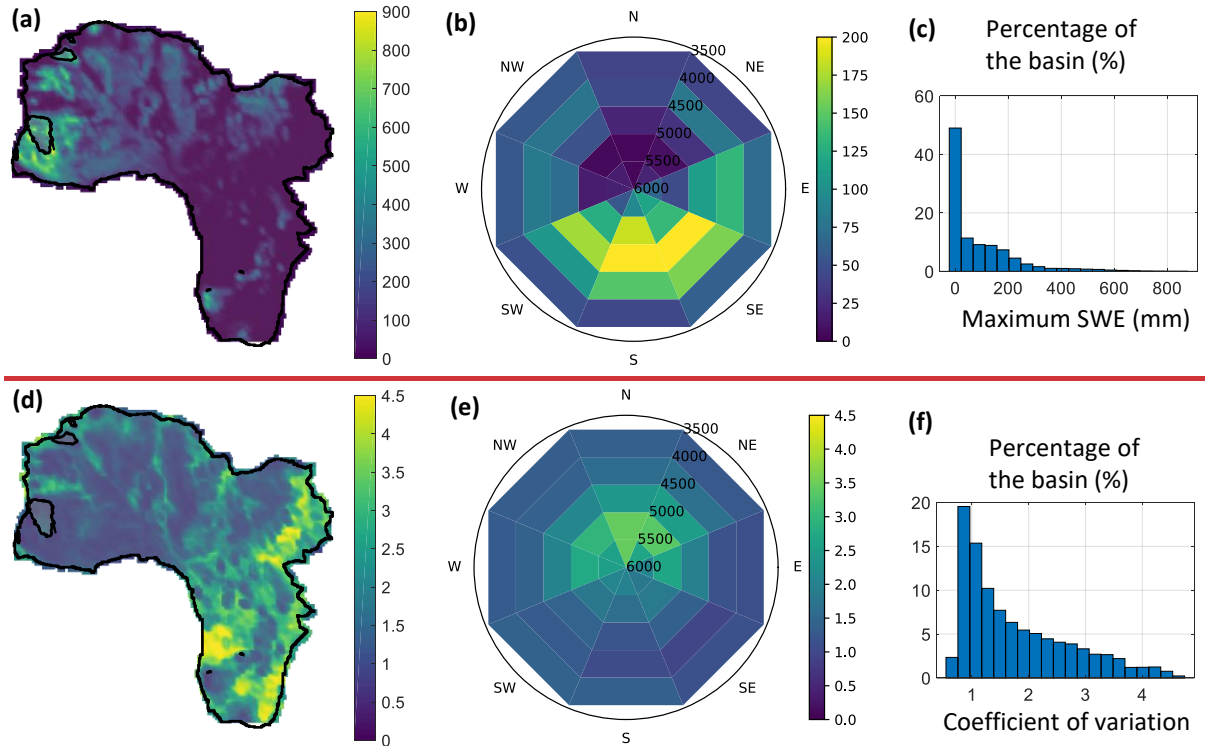 (a)
900
800
700
600
500
400
300
200
100
0
(b)
N
NW
NE
W
E
SW
SE
S
3500
4000
4500
5000
5500
6000
200
175
150
125
100
75
50
25
0
(c)
Percentage of
the basin (%)
60
40
20
0
0 200 400 600 800
Maximum SWE (mm)
(d)
4.5
4
3.5
3
2.5
2
1.5
1
0.5
0
(e)
N
NW
NE
W
E
SW
SE
S
3500
4000
4500
5000
5500
6000
4.5
4.0
3.5
3.0
2.5
2.0
1.5
1.0
0.5
0.0
(f)
Percentage of
the basin (%)
20
15
10
5
0
1 2 3 4
Coefficient of variation